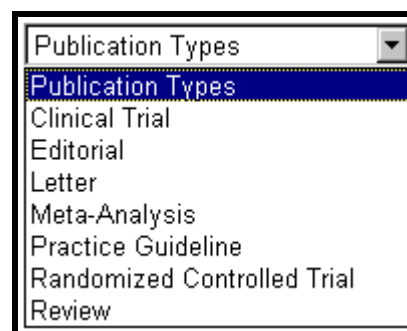 Publication Types
Publication Types
Clinical Trial
Editorial
Letter
Meta-Analysis
Practice Guideline
Randomized Controlled Trial
Review